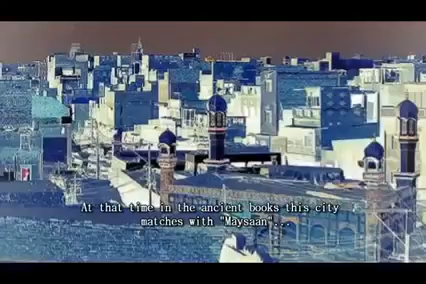 At that time in the ancient books this city
matches with "Maysaan"...